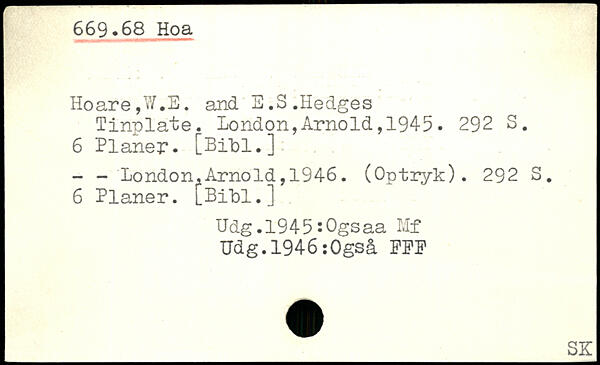 669.68 Hoa
Hoare,W.E. and E.S.Hedges
Tinplate. London,Arnold,1945. 292 S.
6 Planer. [Bibl.]
- - London,Arnold,1946. (Optryk). 292 S.
6 Planer. [Bibl.]
Udg.1945:Ogsaa Mf
Udg.1946:Også FFF
SK